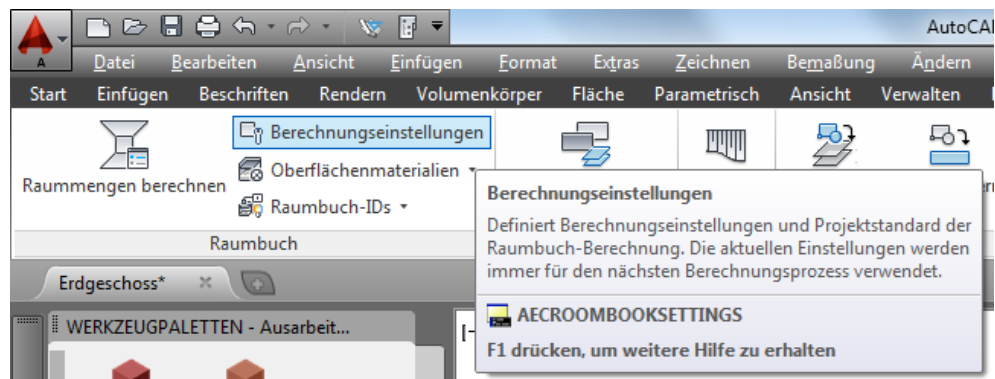 AutoCAD
A
Datei Bearbeiten Ansicht Einfügen Format Extras Zeichnen Bemaßung Ändern
Start Einfügen Beschriften Rendern Volumenkörper Fläche Parametrisch Ansicht Verwalten
Berechnungseinstellungen
Oberflächenmaterialien
Raummengen berechnen
Raumbuch-IDs
Raumbuch
Berechnungseinstellungen
Definiert Berechnungseinstellungen und Projektstandard der
Raumbuch-Berechnung. Die aktuellen Einstellungen werden
immer für den nächsten Berechnungsprozess verwendet.
AECROOMBOOKSETTINGS
F1 drücken, um weitere Hilfe zu erhalten
Erdgeschoss*
WERKZEUGPALETTEN - Ausarbeit...
[-